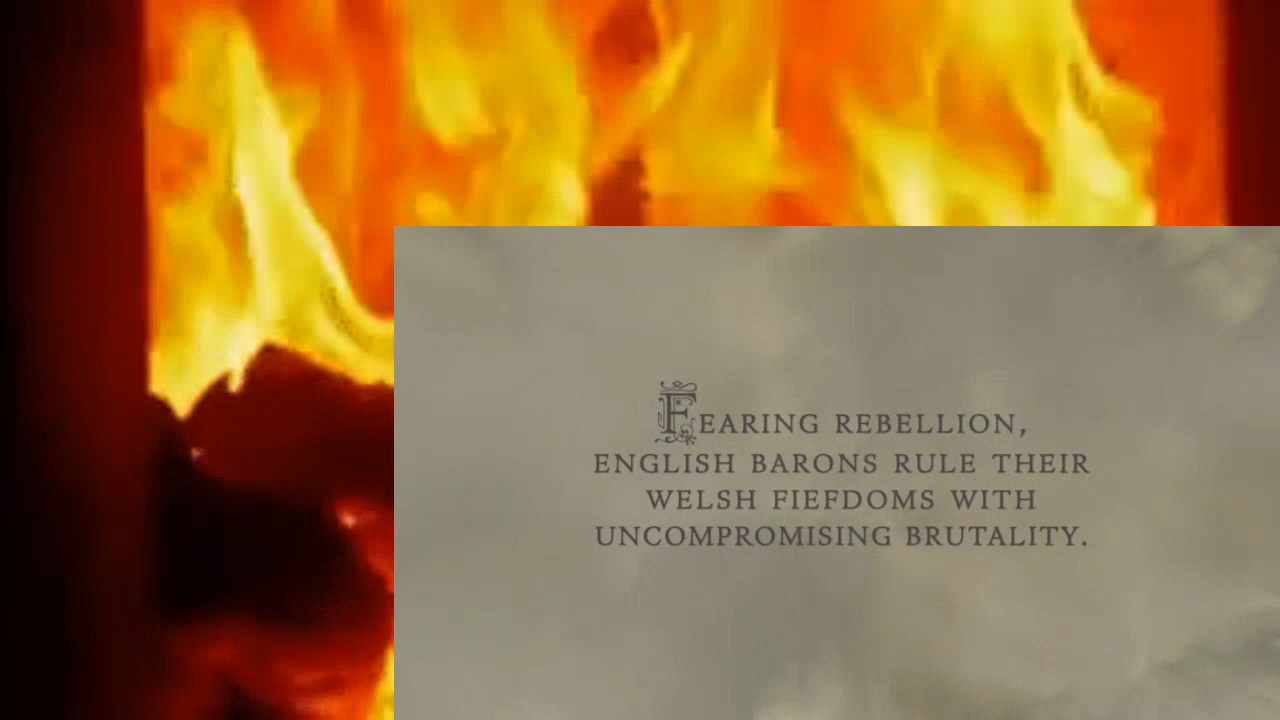 FEARING REBELLION,
ENGLISH BARONS RULE THEIR
WELSH FIEFDOMS WITH
UNCOMPROMISING BRUTALITY.